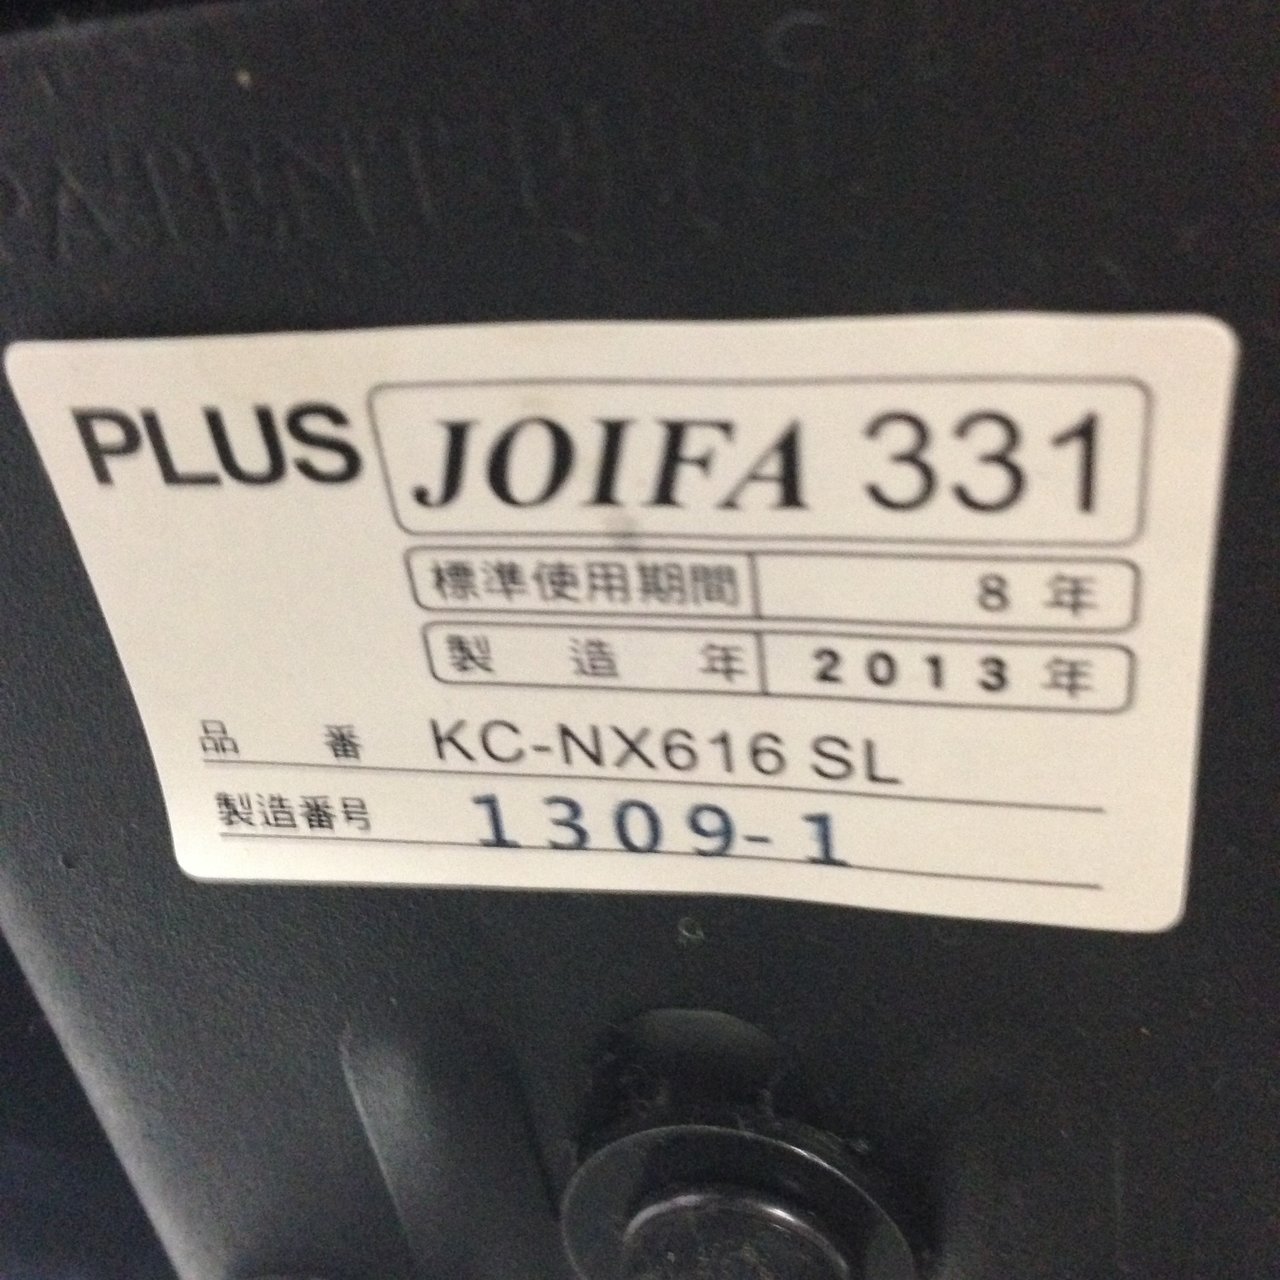 PATENT
PLUS JOIFA 331
標準使用期間 8年
製造年 2013年
品番 KC-NX616 SL
製造番号 1309-1